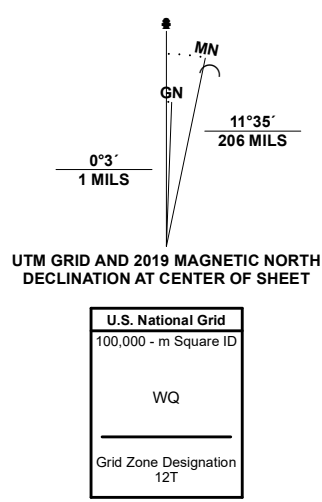 MN
GN
11°35´
206 MILS
0°3´
1 MILS
UTM GRID AND 2019 MAGNETIC NORTH
DECLINATION AT CENTER OF SHEET
U.S. National Grid
100,000 - m Square ID
WQ
Grid Zone Designation
12T